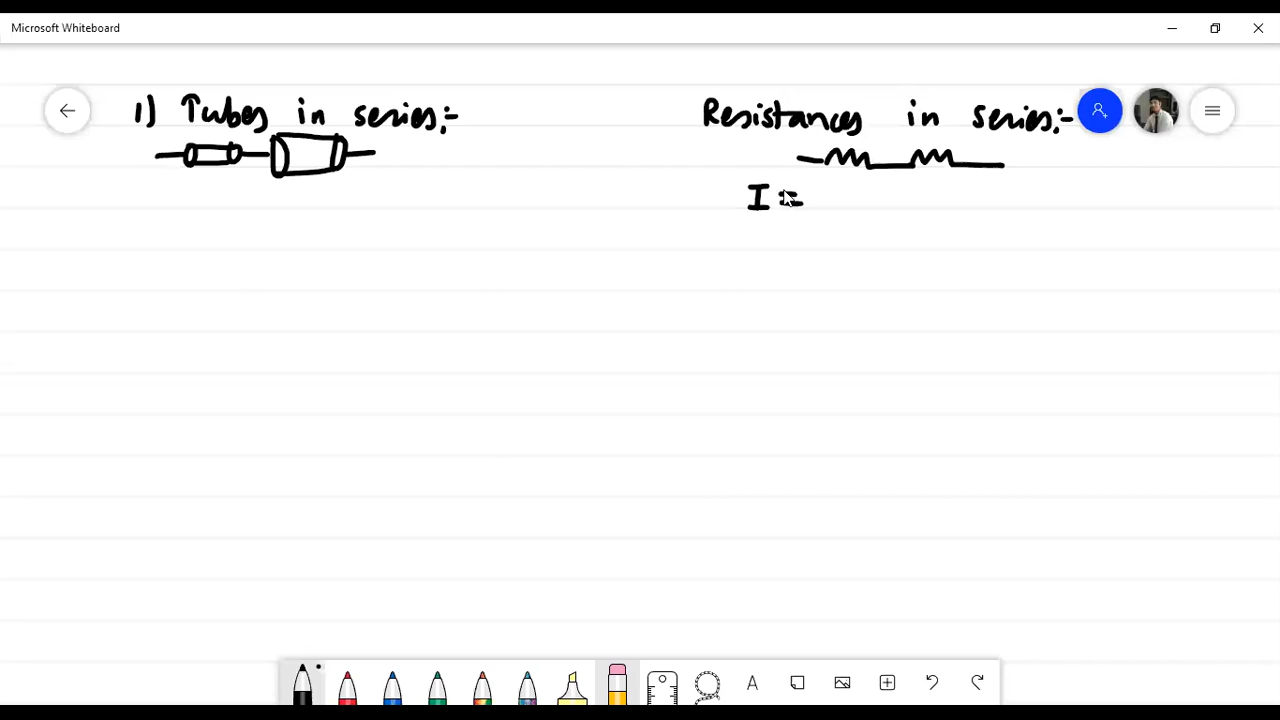 Microsoft Whiteboard
1) Tubes in series:-
Resistances in series:-
I =
A